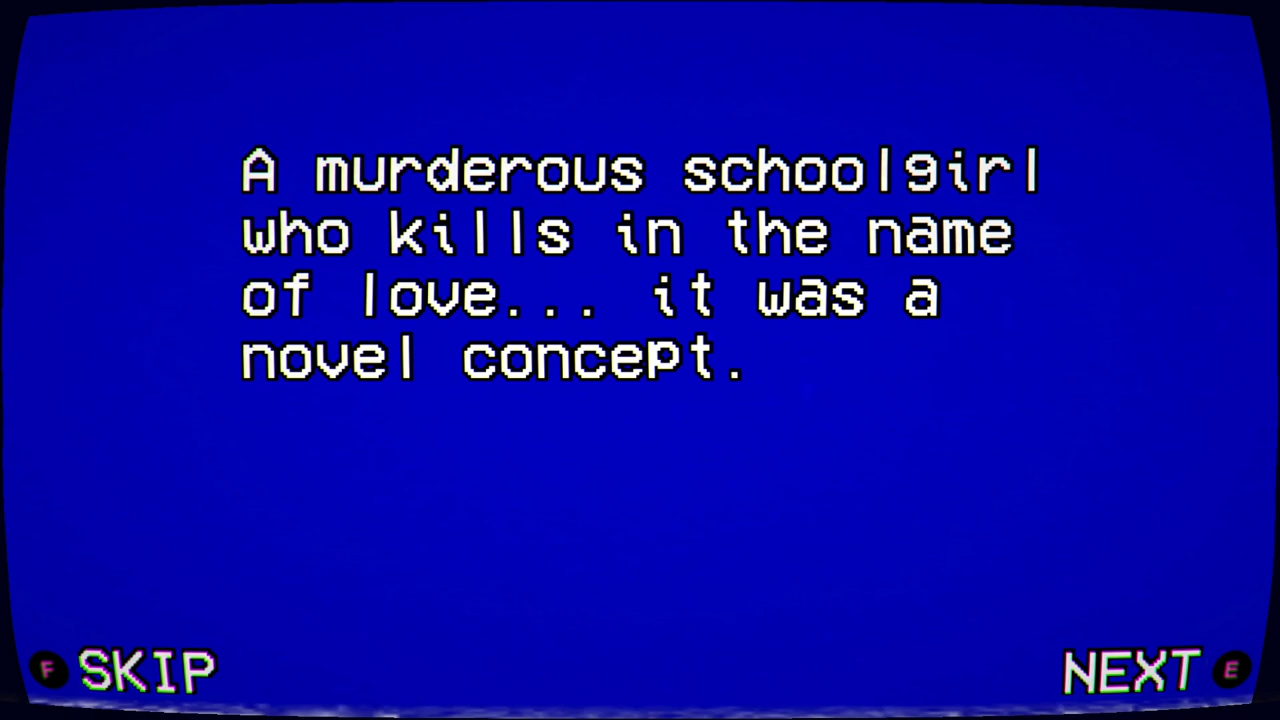 A murderous schoolgirl
who kills in the name
of love... it was a
novel concept.
F SKIP
NEXT E